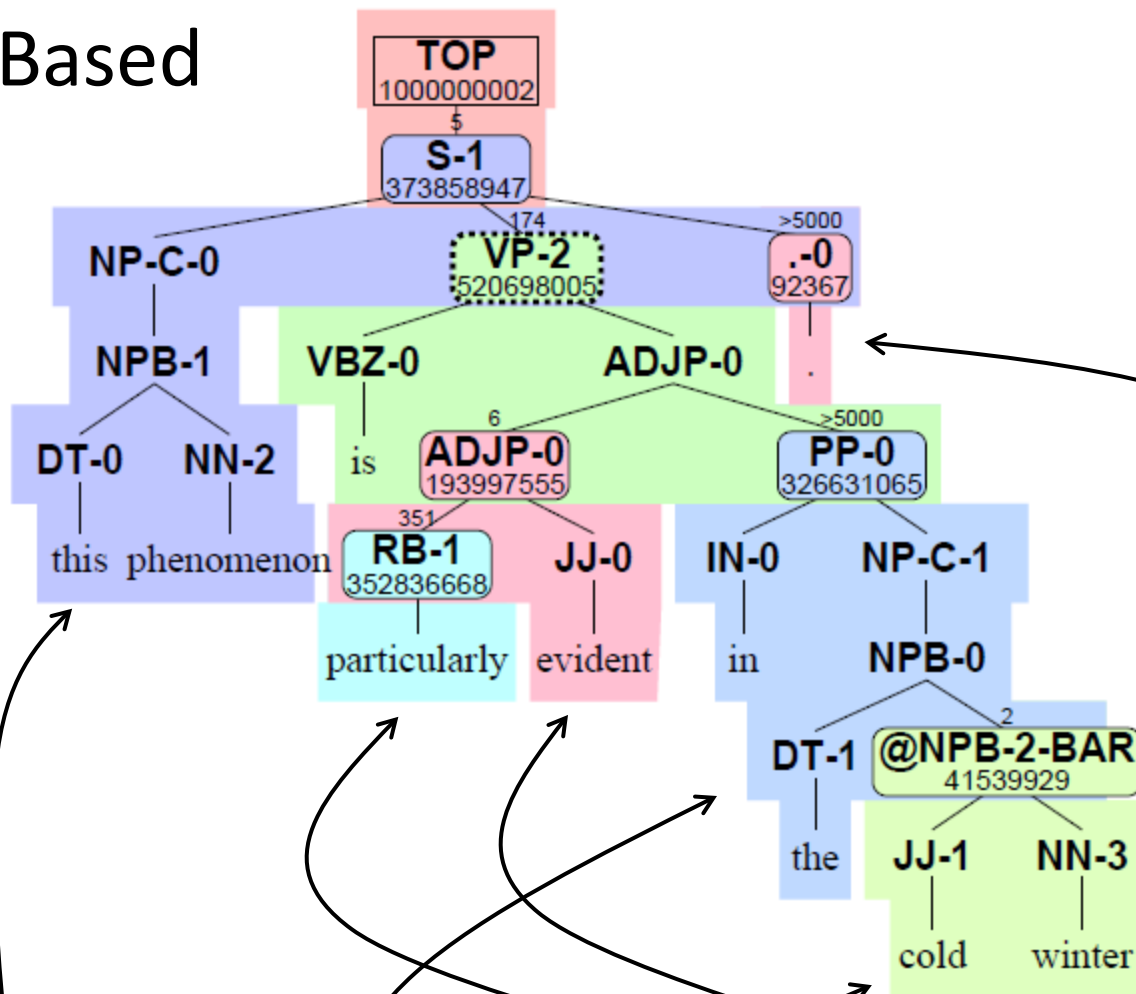 Based
TOP
1000000002
5
S-1
373858947
174
>5000
NP-C-0
VP-2
520698005
.-0
92367
NPB-1
VBZ-0
ADJP-0
.
6
>5000
DT-0 NN-2
is
ADJP-0
193997555
PP-0
326631065
351
this phenomenon
RB-1
352836668
JJ-0
IN-0
NP-C-1
particularly
evident
in
NPB-0
2
DT-1
@NPB-2-BAR
41539929
the
JJ-1
NN-3
cold
winter